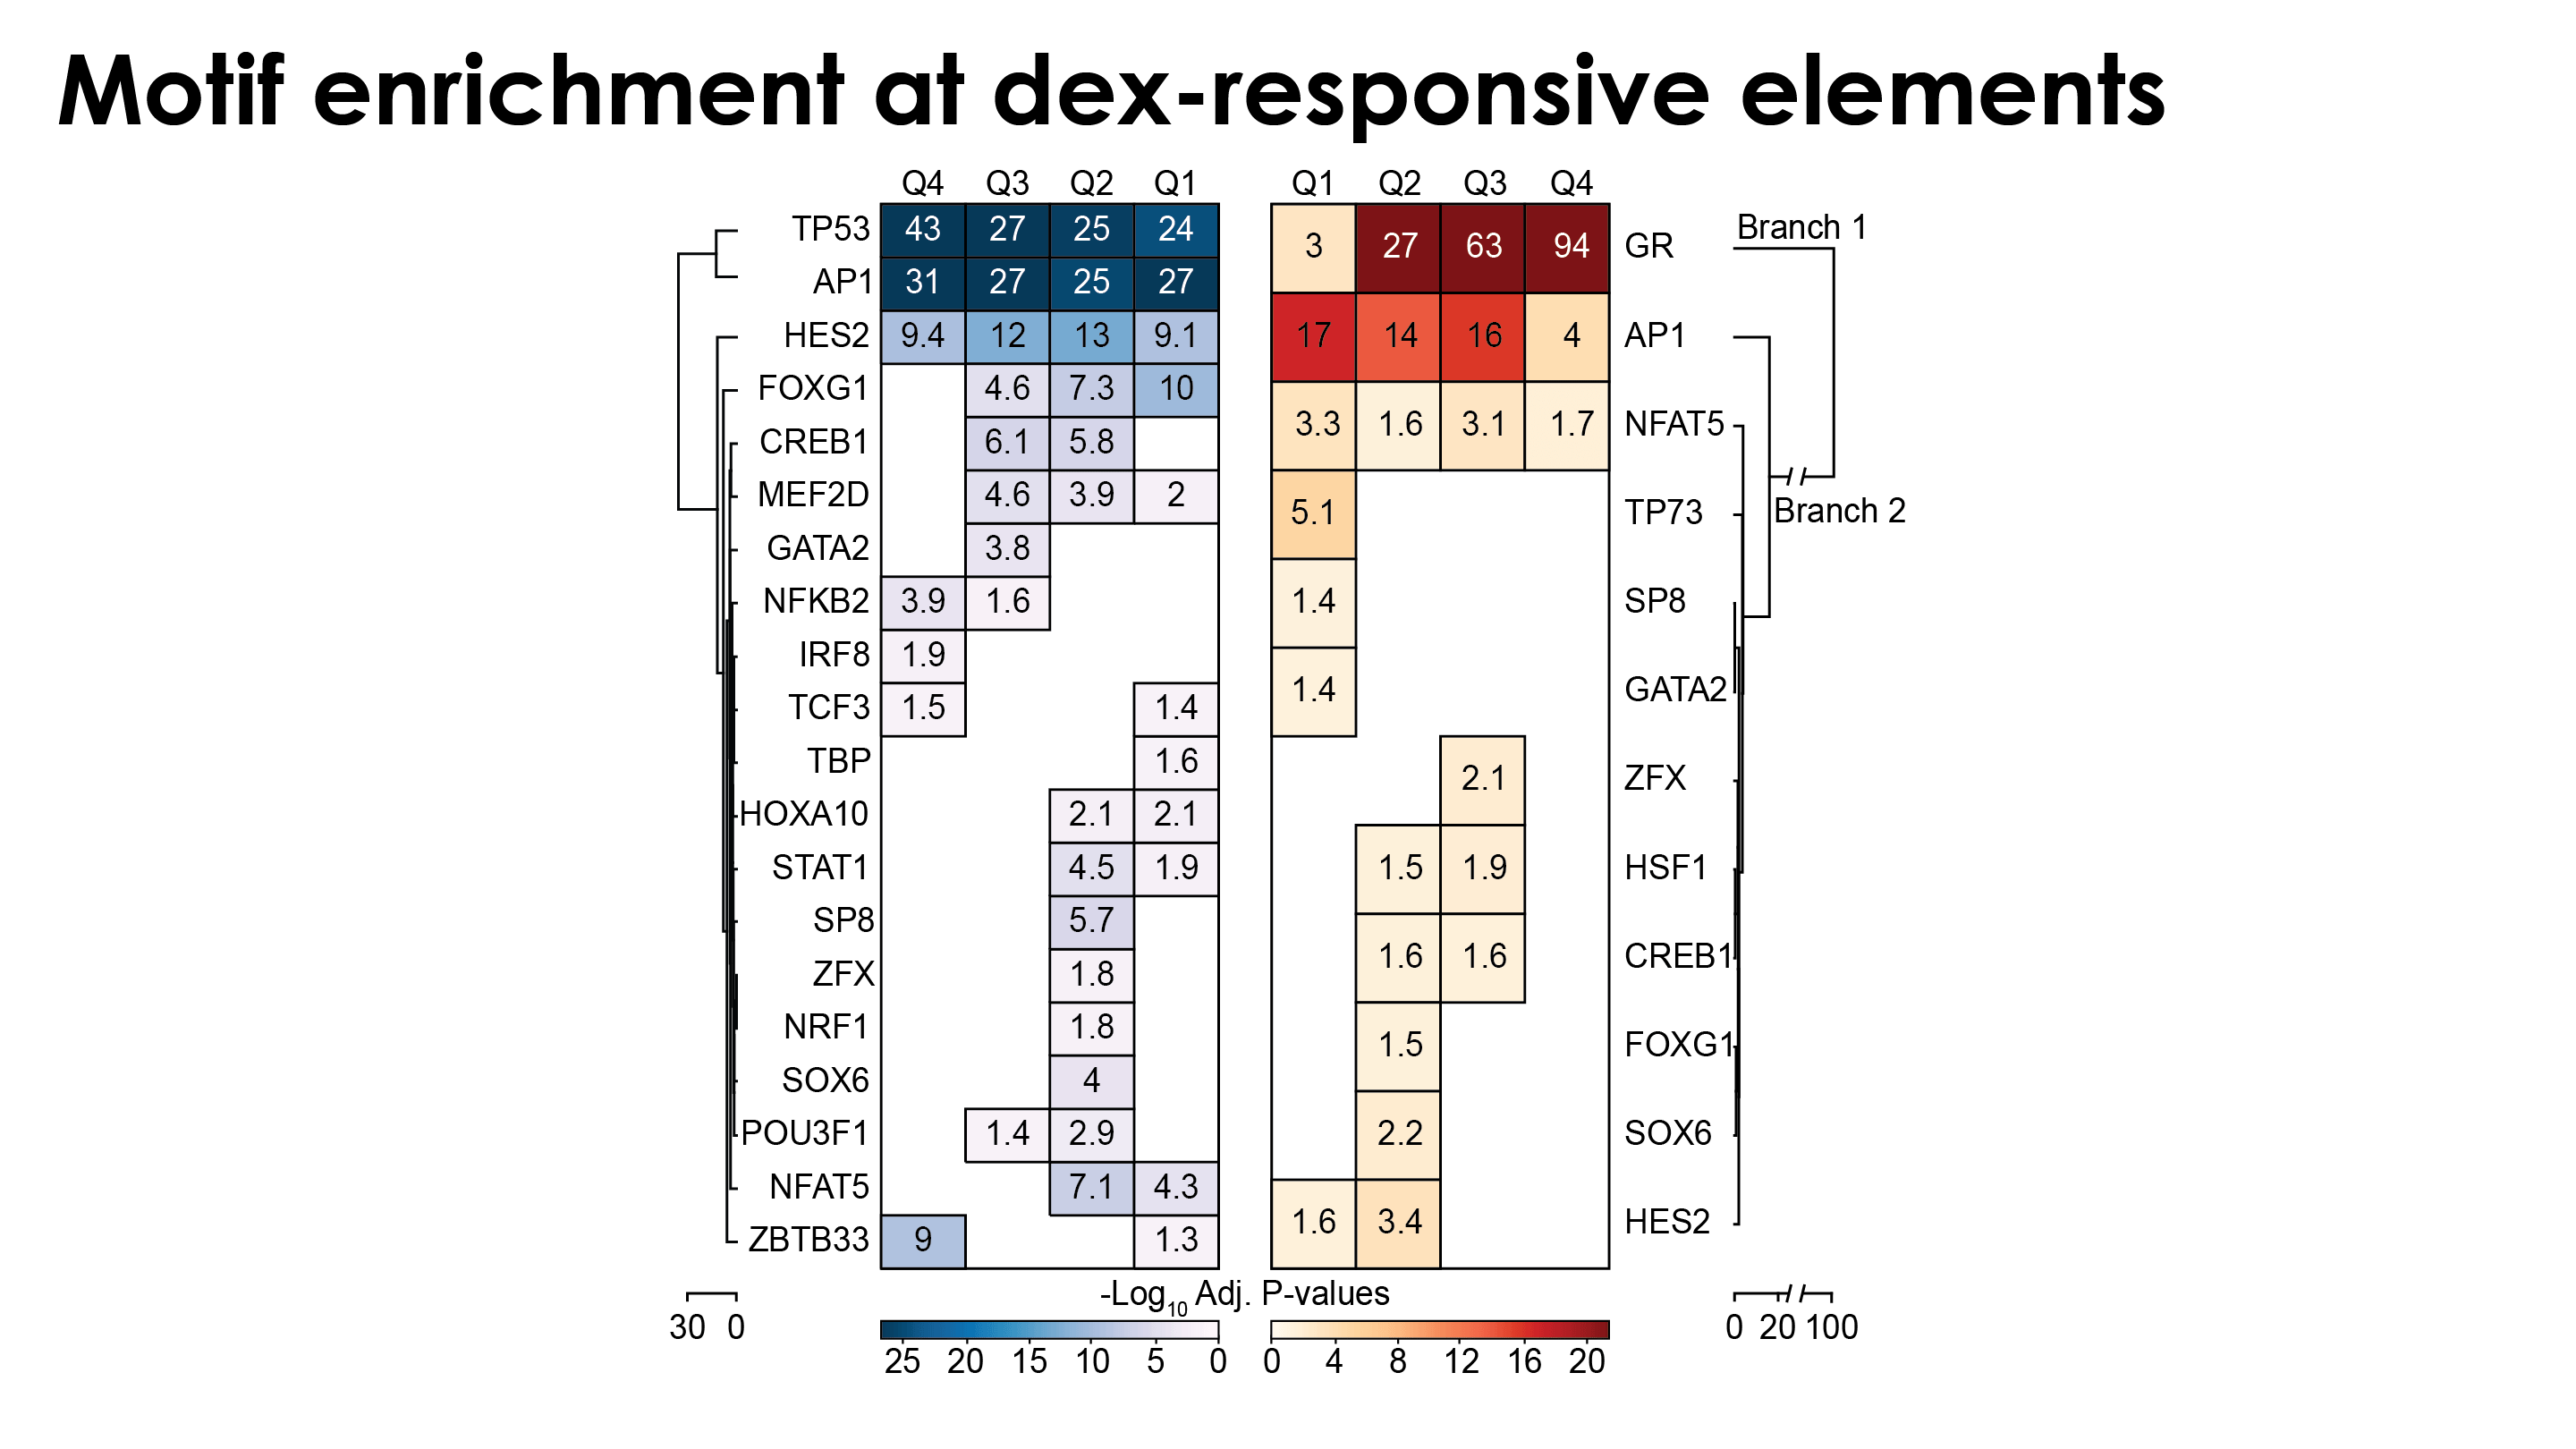 Motif enrichment at dex-responsive elements
Q4 Q3 Q2 Q1 Q1 Q2 Q3 Q4
TP53 43 27 25 24
AP1 31 27 25 27
HES2 9.4 12 13 9.1
FOXG1 4.6 7.3 10
CREB1 6.1 5.8
MEF2D 4.6 3.9 2
GATA2 3.8
NFKB2 3.9 1.6
IRF8 1.9
TCF3 1.5 1.4
TBP 1.6
HOXA10 2.1 2.1
STAT1 4.5 1.9
SP8 5.7
ZFX 1.8
NRF1 1.8
SOX6 4
POU3F1 1.4 2.9
NFAT5 7.1 4.3
ZBTB33 9 1.3
3 27 63 94 GR
Branch 1
17 14 16 4 AP1
3.3 1.6 3.1 1.7 NFAT5
5.1 TP73
Branch 2
1.4 SP8
1.4 GATA2
2.1 ZFX
1.5 1.9 HSF1
1.6 1.6 CREB1
1.5 FOXG1
2.2 SOX6
1.6 3.4 HES2
-Log10 Adj. P-values
30 0
25 20 15 10 5 0
0 4 8 12 16 20
0 20 100